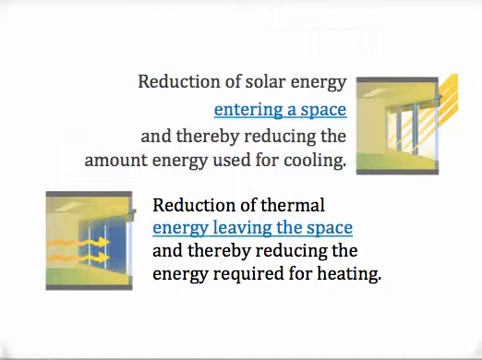 Reduction of solar energy
entering a space
and thereby reducing the
amount energy used for cooling.
Reduction of thermal
energy leaving the space
and thereby reducing the
energy required for heating.